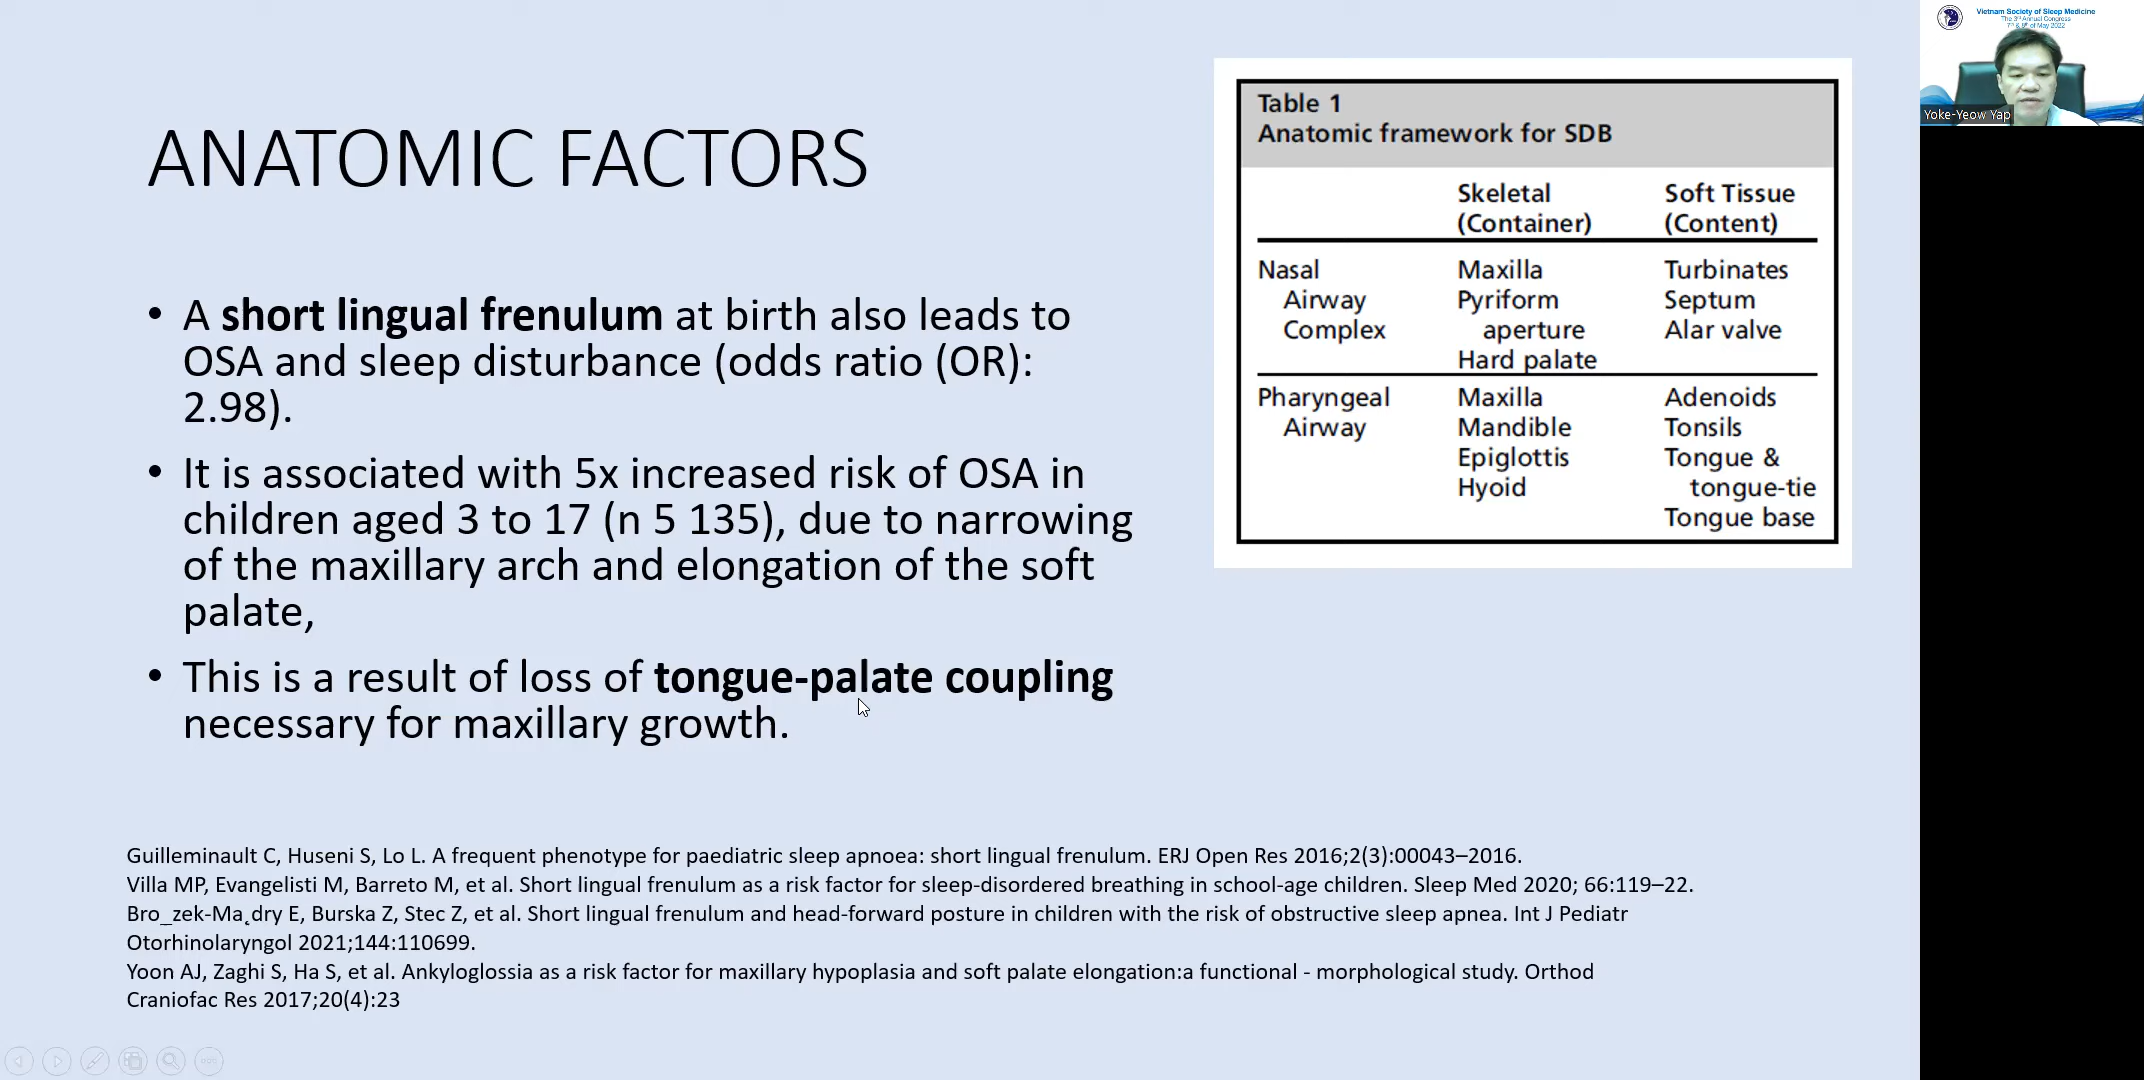 ANATOMIC FACTORS
• A short lingual frenulum at birth also leads to
OSA and sleep disturbance (odds ratio (OR):
2.98).
• It is associated with 5x increased risk of OSA in
children aged 3 to 17 (n 5 135), due to narrowing
of the maxillary arch and elongation of the soft
palate,
• This is a result of loss of tongue-palate coupling
necessary for maxillary growth.
Table 1
Anatomic framework for SDB
Skeletal Soft Tissue
(Container) (Content)
Nasal Maxilla Turbinates
Airway Pyriform Septum
Complex aperture Alar valve
Hard palate
Pharyngeal Maxilla Adenoids
Airway Mandible Tonsils
Epiglottis Tongue &
Hyoid tongue-tie
Tongue base
Guilleminault C, Huseni S, Lo L. A frequent phenotype for paediatric sleep apnoea: short lingual frenulum. ERJ Open Res 2016;2(3):00043–2016.
Villa MP, Evangelisti M, Barreto M, et al. Short lingual frenulum as a risk factor for sleep-disordered breathing in school-age children. Sleep Med 2020; 66:119–22.
Bro_zek-Ma˛dry E, Burska Z, Stec Z, et al. Short lingual frenulum and head-forward posture in children with the risk of obstructive sleep apnea. Int J Pediatr
Otorhinolaryngol 2021;144:110699.
Yoon AJ, Zaghi S, Ha S, et al. Ankyloglossia as a risk factor for maxillary hypoplasia and soft palate elongation:a functional - morphological study. Orthod
Craniofac Res 2017;20(4):23
Vietnam Society of Sleep Medicine
The 3rd Annual Congress
7th & 8th of May 2022
Yoke-Yeow Yap